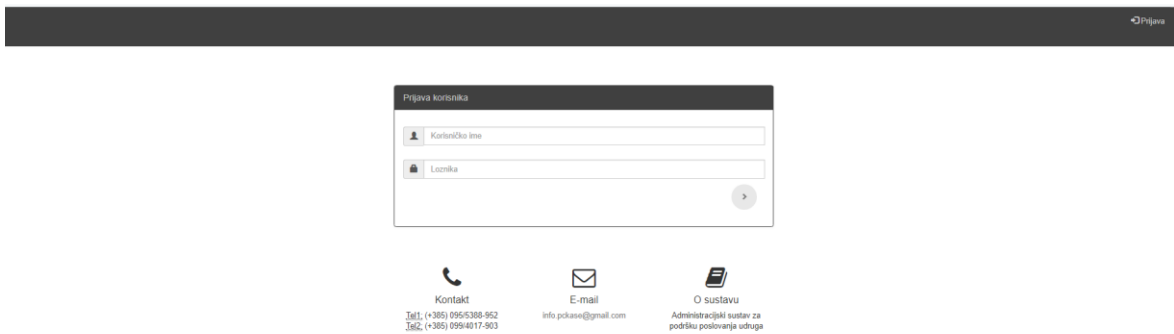 Prijava
Prijava korisnika
Korisničko ime
Loznika
Kontakt
Tel1: (+385) 095/5388-952
Tel2: (+385) 099/4017-903
E-mail
info.pckase@gmail.com
O sustavu
Administracijski sustav za
podršku poslovanja udruga